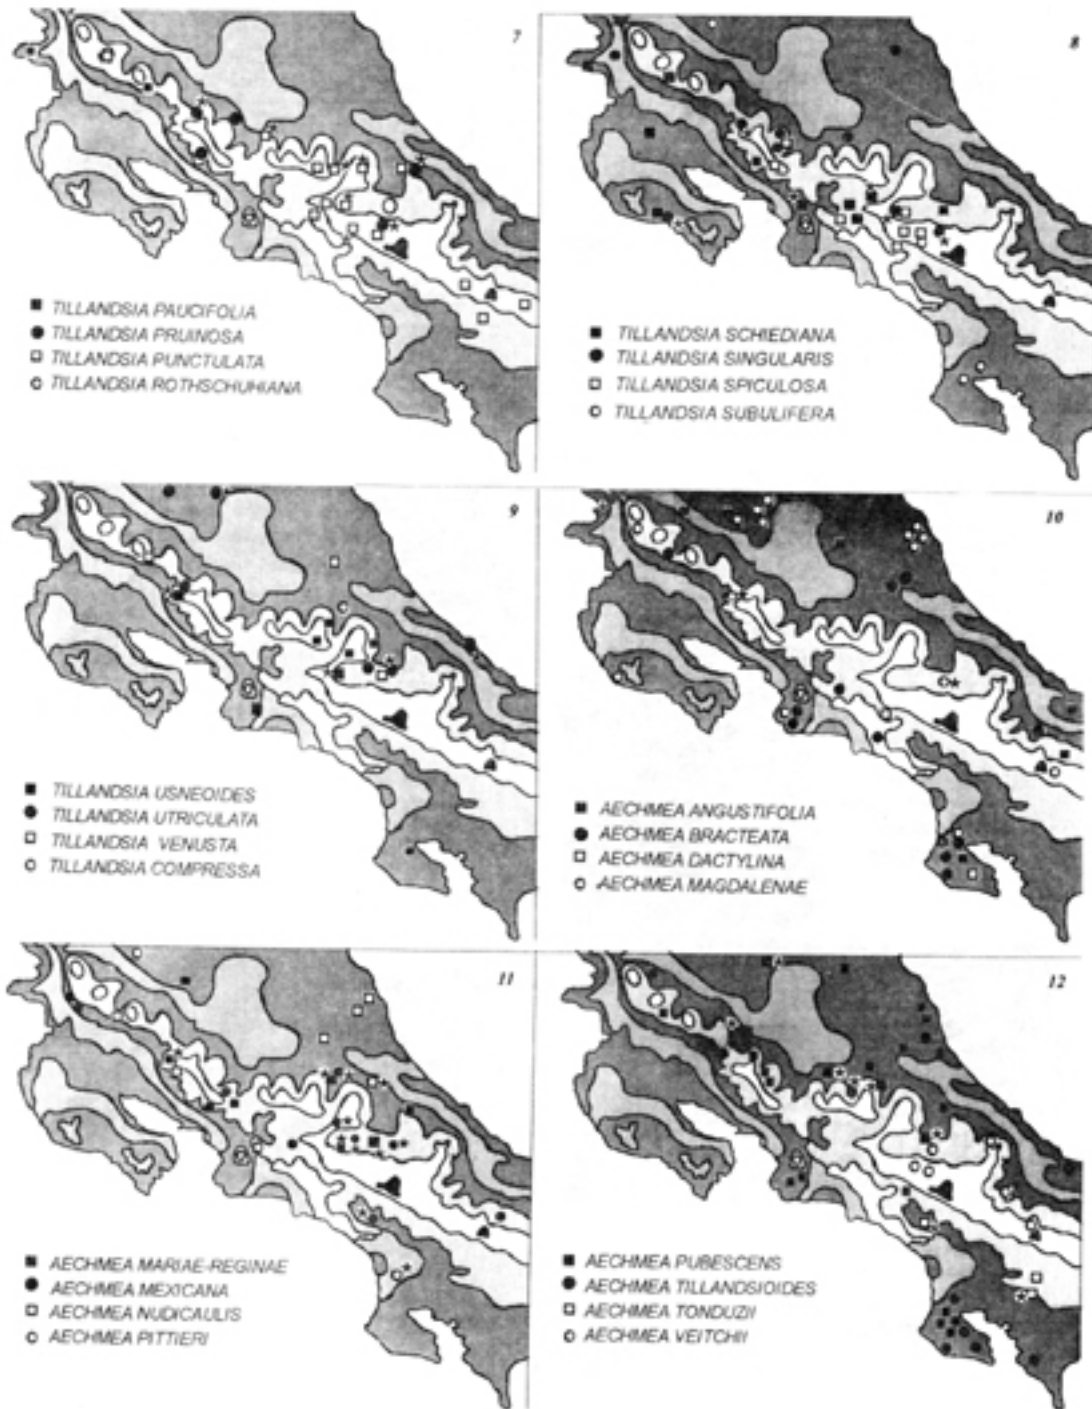 7
TILLANDSIA PAUCIFOLIA
TILLANDSIA PRUINOSA
TILLANDSIA PUNCTULATA
TILLANDSIA ROTHSCHUHIANA
8
TILLANDSIA SCHIEDIANA
TILLANDSIA SINGULARIS
TILLANDSIA SPICULOSA
TILLANDSIA SUBULIFERA
9
TILLANDSIA USNEOIDES
TILLANDSIA UTRICULATA
TILLANDSIA VENUSTA
TILLANDSIA COMPRESSA
10
AECHMEA ANGUSTIFOLIA
AECHMEA BRACTEATA
AECHMEA DACTYLINA
AECHMEA MAGDALENAE
11
AECHMEA MARIAE-REGINAE
AECHMEA MEXICANA
AECHMEA NUDICAULIS
AECHMEA PITTIERI
12
AECHMEA PUBESCENS
AECHMEA TILLANDSIOIDES
AECHMEA TONDUZII
AECHMEA VEITCHII